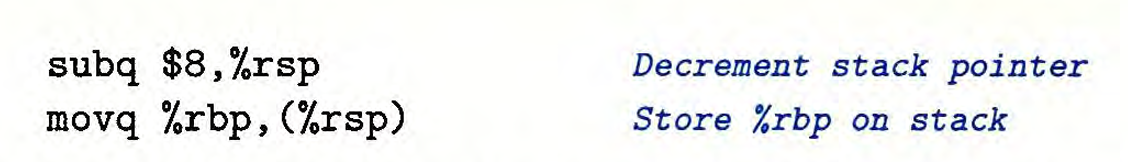 subq $8,%rsp Decrement stack pointer
movq %rbp,(%rsp) Store %rbp on stack